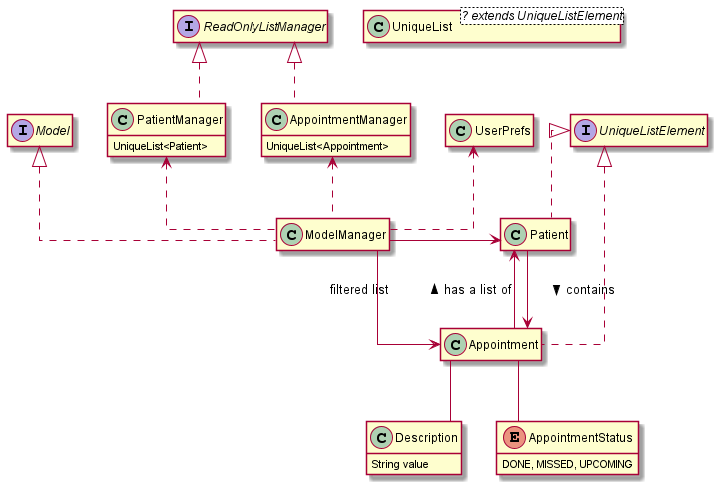 I ReadOnlyListManager
C UniqueList
? extends UniqueListElement
I Model
C PatientManager
UniqueList<Patient>
C AppointmentManager
UniqueList<Appointment>
C UserPrefs
r
I UniqueListElement
C ModelManager
C Patient
filtered list
has a list of
contains
C Appointment
C Description
String value
E AppointmentStatus
DONE, MISSED, UPCOMING